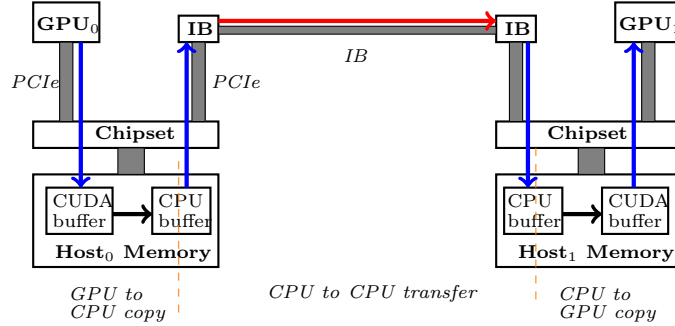 GPU₀ IB IB GPU₁
PCIe PCIe IB
Chipset Chipset
CUDA buffer CPU buffer CPU buffer CUDA buffer
Host₀ Memory Host₁ Memory
GPU to CPU copy
CPU to CPU transfer
CPU to GPU copy